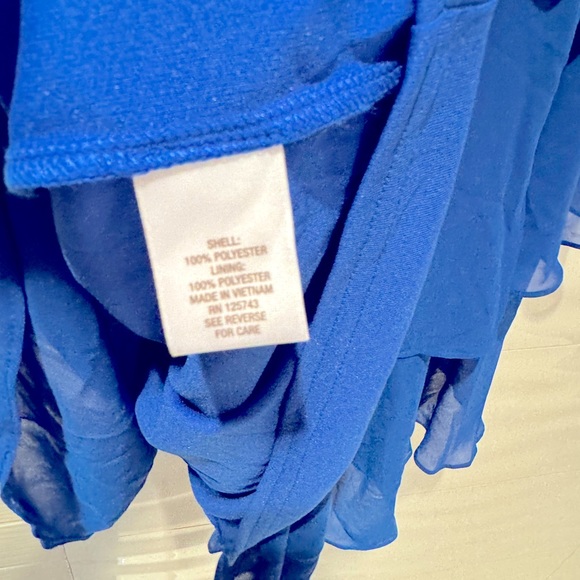 SHELL:
100% POLYESTER
LINING:
100% POLYESTER
MADE IN VIETNAM
RN 125743
SEE REVERSE
FOR CARE